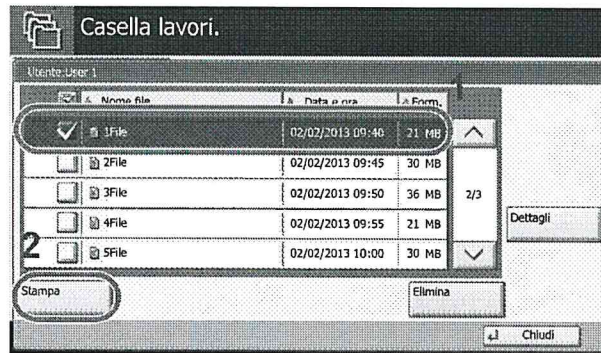 Casella lavori.
Utente:User 1
1
Nome file Data e ora Form.
1File 02/02/2013 09:40 21 MB
2File 02/02/2013 09:45 30 MB
3File 02/02/2013 09:50 36 MB 2/3
4File 02/02/2013 09:55 21 MB Dettagli
2 5File 02/02/2013 10:00 30 MB
Stampa Elimina
Chiudi